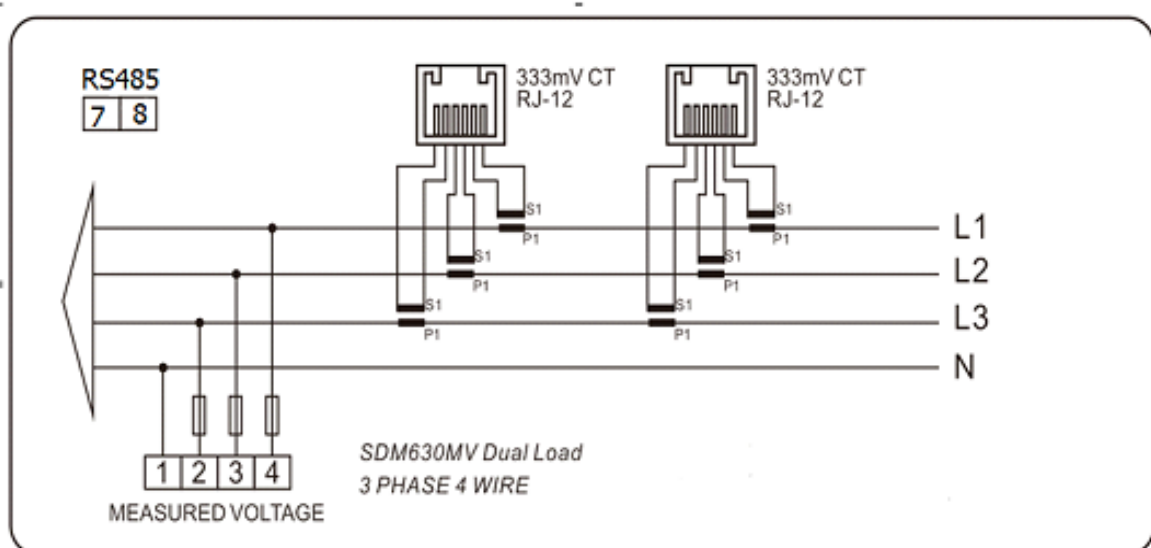 RS485
7 8
333mV CT
RJ-12
333mV CT
RJ-12
S1
P1
S1
P1
L1
S1
P1
S1
P1
L2
S1
P1
S1
P1
L3
N
1 2 3 4
MEASURED VOLTAGE
SDM630MV Dual Load
3 PHASE 4 WIRE